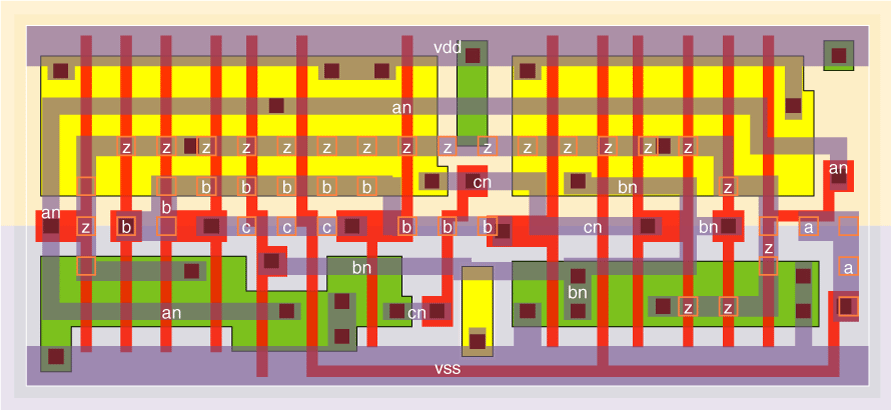 vdd
an
z z z z z z z z z z z z z z
b b b b b cn bn z an
an b
z b c c c b b b cn bn a
z
bn a
bn
an cn z z
vss